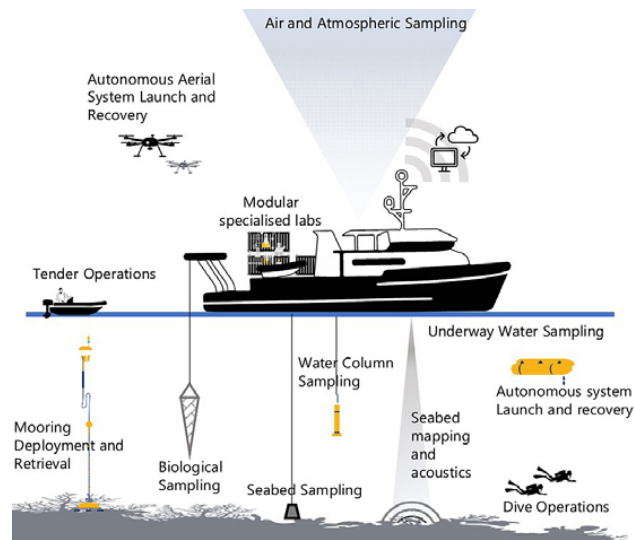 Air and Atmospheric Sampling
Autonomous Aerial
System Launch and
Recovery
Modular
specialised labs
Tender Operations
Underway Water Sampling
Water Column
Sampling
Autonomous system
Launch and recovery
Mooring
Deployment and
Retrieval
Seabed
mapping
and
acoustics
Biological
Sampling
Seabed Sampling
Dive Operations